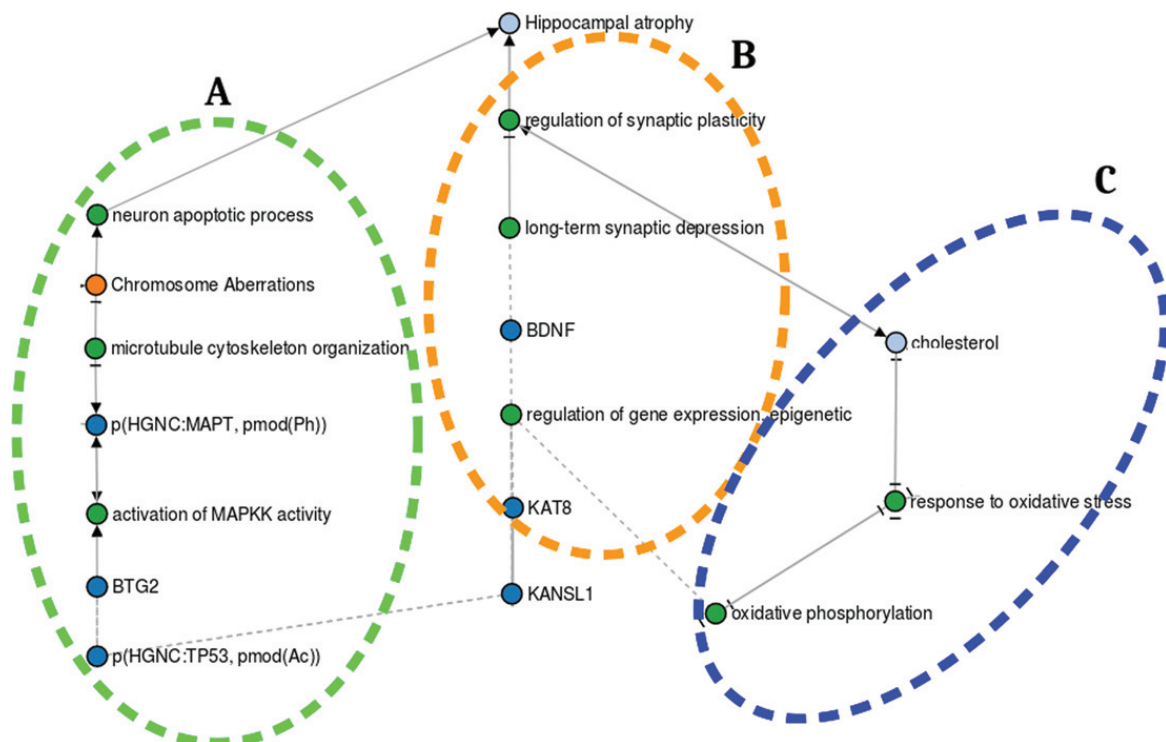 Hippocampal atrophy
B
A
regulation of synaptic plasticity
C
neuron apoptotic process
long-term synaptic depression
Chromosome Aberrations
BDNF
cholesterol
microtubule cytoskeleton organization
regulation of gene expression, epigenetic
p(HGNC:MAPT, pmod(Ph))
KAT8
response to oxidative stress
activation of MAPKK activity
BTG2
KANSL1
oxidative phosphorylation
p(HGNC:TP53, pmod(Ac))